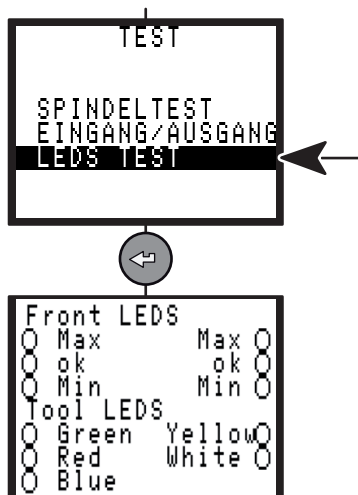 TEST
SPINDELTEST
EINGANG/AUSGANG
LEDS TEST
Front LEDS
Max Max
ok ok
Min Min
Tool LEDS
Green Yellow
Red White
Blue